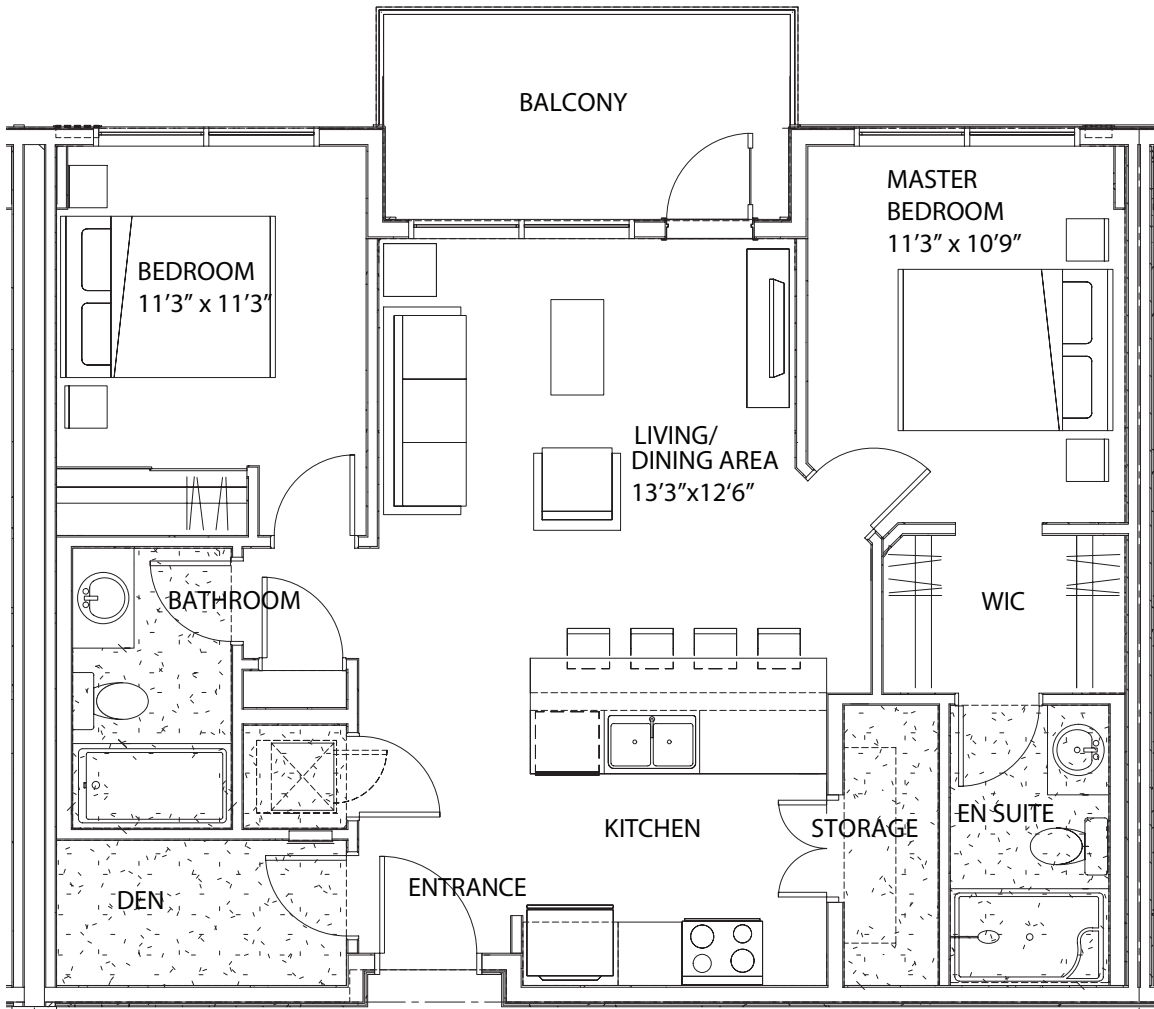 BALCONY
MASTER
BEDROOM
11’3” x 10’9”
BEDROOM
11’3” x 11’3”
LIVING/
DINING AREA
13’3”x12‘6”
BATHROOM
WIC
KITCHEN
STORAGE
EN SUITE
ENTRANCE
DEN